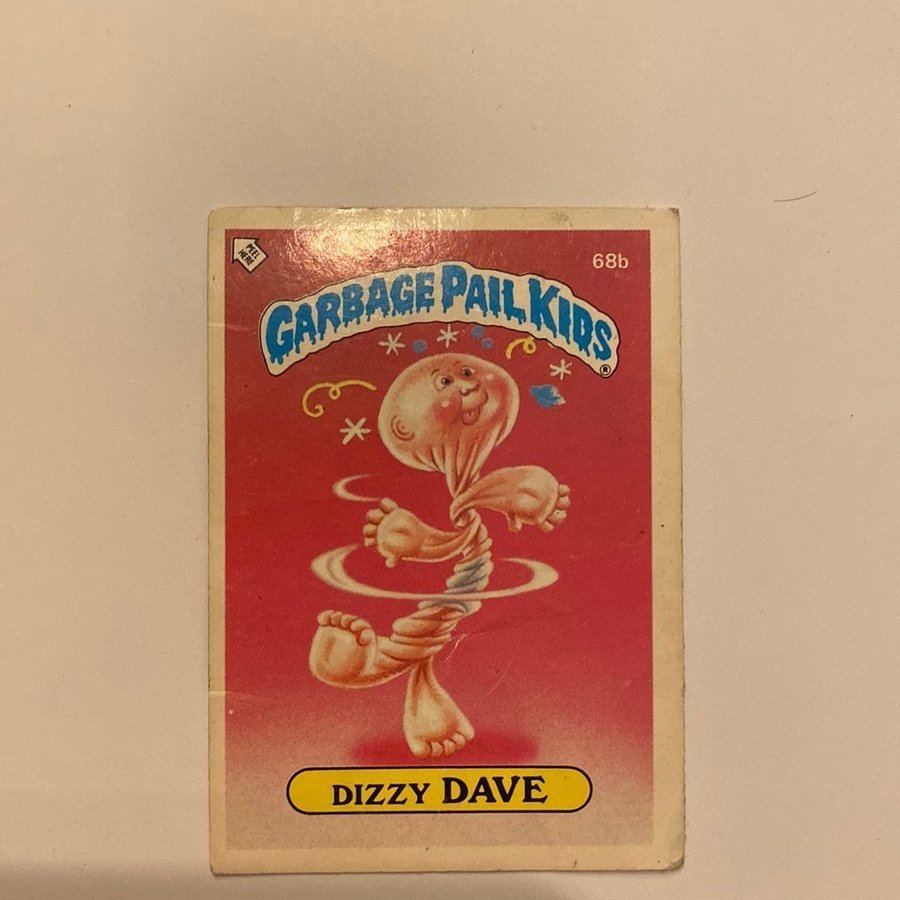 PEEL
HERE
68b
GARBAGE PAIL KIDS
®
DIZZY DAVE